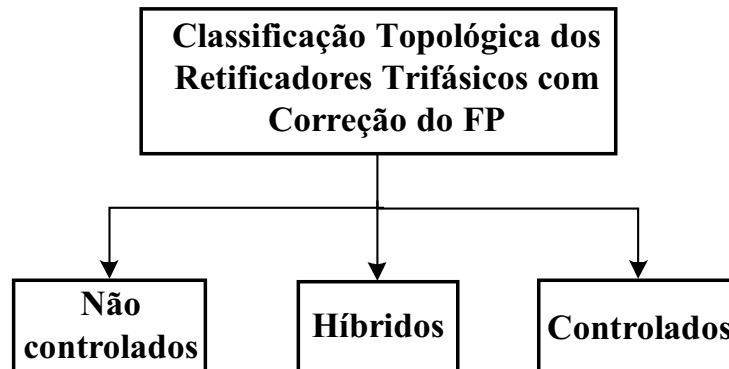 Classificação Topológica dos
Retificadores Trifásicos com
Correção do FP
Não
controlados
Híbridos
Controlados